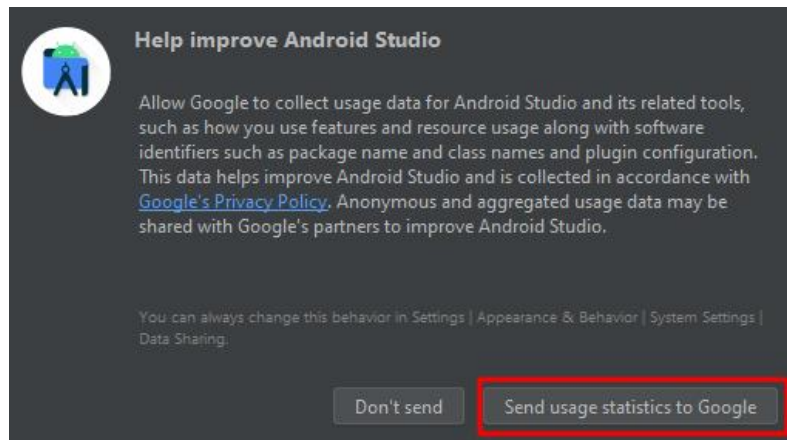 Help improve Android Studio
Allow Google to collect usage data for Android Studio and its related tools,
such as how you use features and resource usage along with software
identifiers such as package name and class names and plugin configuration.
This data helps improve Android Studio and is collected in accordance with
Google's Privacy Policy. Anonymous and aggregated usage data may be
shared with Google's partners to improve Android Studio.
You can always change this behavior in Settings | Appearance & Behavior | System Settings |
Data Sharing.
Don't send
Send usage statistics to Google